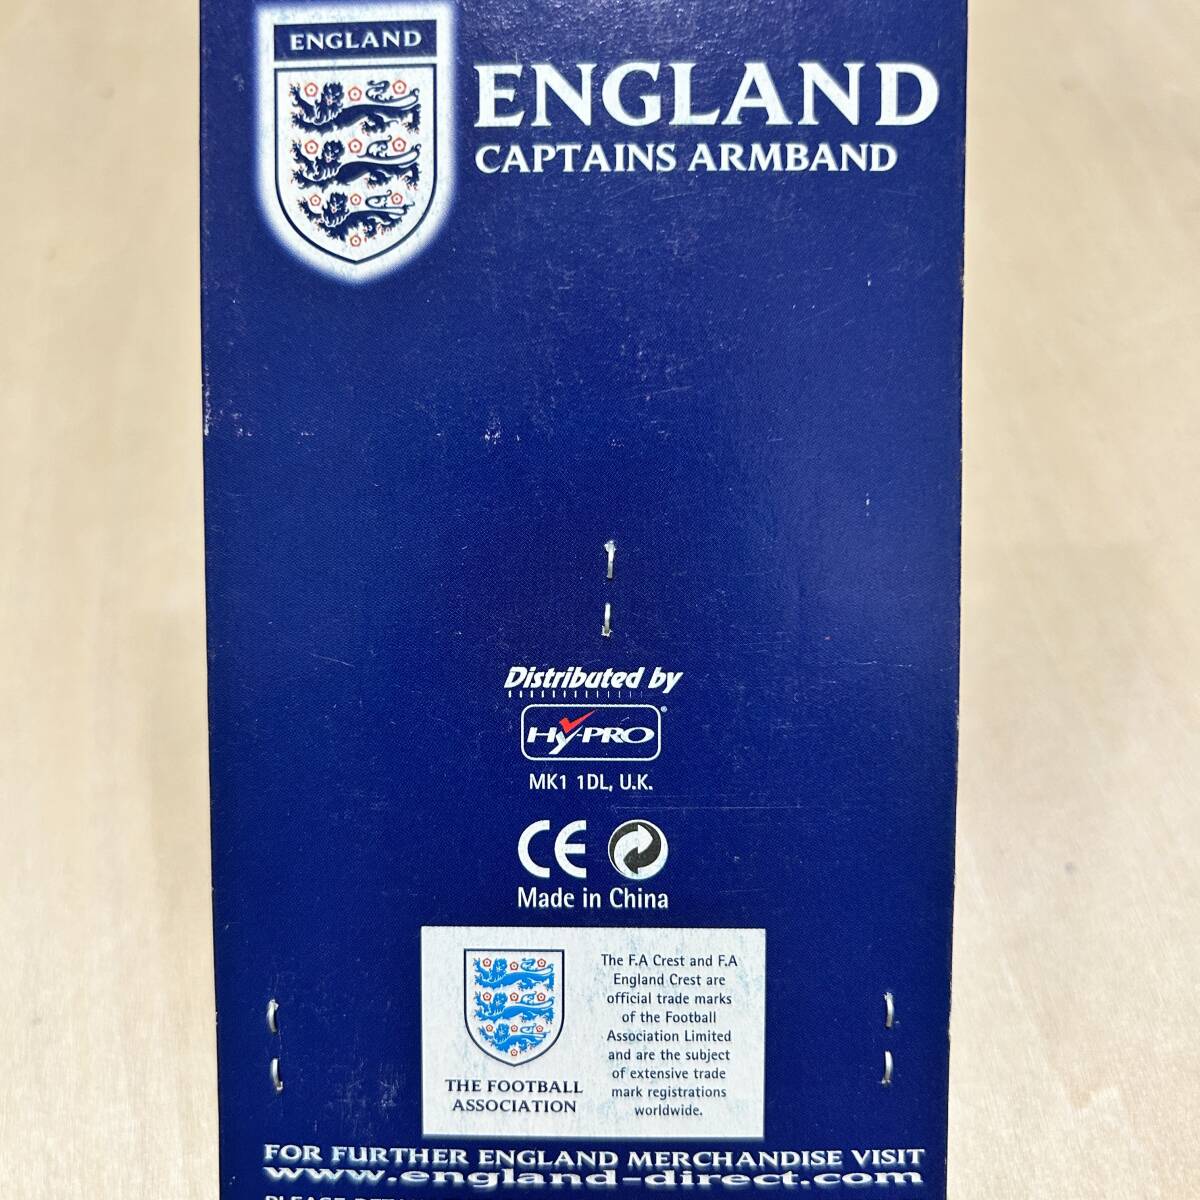 ENGLAND
ENGLAND
CAPTAINS ARMBAND
Distributed by
Hy-PRO®
MK1 1DL, U.K.
CE
Made in China
The F.A Crest and F.A
England Crest are
official trade marks
of the Football
Association Limited
and are the subject
of extensive trade
mark registrations
worldwide.
THE FOOTBALL
ASSOCIATION
FOR FURTHER ENGLAND MERCHANDISE VISIT
www.england-direct.com
PLEASE